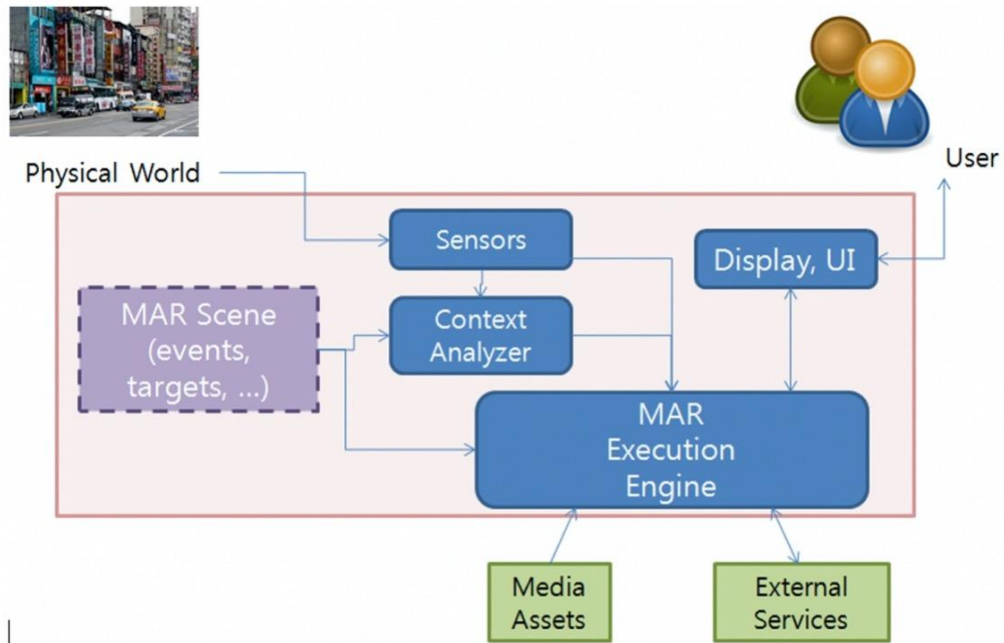 Physical World
User
Sensors
Display, UI
MAR Scene
(events,
targets, ...)
Context
Analyzer
MAR
Execution
Engine
Media
Assets
External
Services